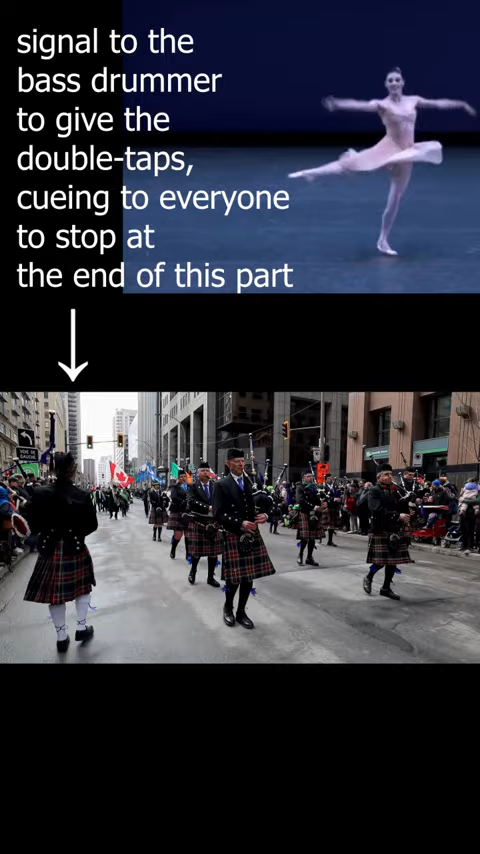 signal to the
bass drummer
to give the
double-taps,
cueing to everyone
to stop at
the end of this part